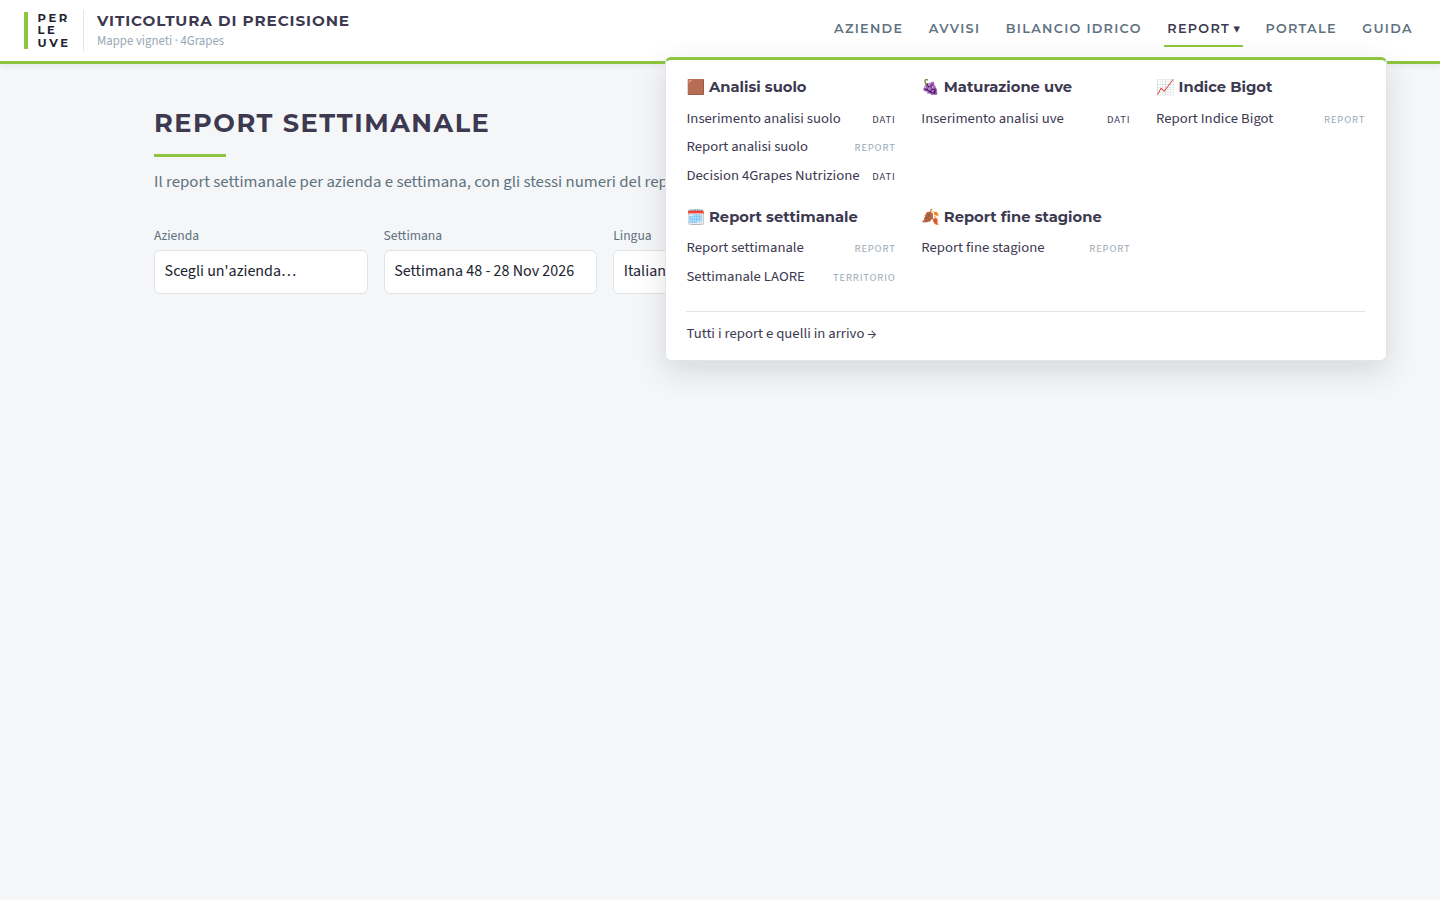 PER
LE
UVE
VITICOLTURA DI PRECISIONE
Mappe vigneti · 4Grapes
AZIENDE AVVISI BILANCIO IDRICO REPORT ▾ PORTALE GUIDA
REPORT SETTIMANALE
Il report settimanale per azienda e settimana, con gli stessi numeri del rep
Azienda Settimana Lingua
Scegli un'azienda… Settimana 48 - 28 Nov 2026 Italian
Analisi suolo
Inserimento analisi suolo DATI
Report analisi suolo REPORT
Decision 4Grapes Nutrizione DATI
Maturazione uve
Inserimento analisi uve DATI
Indice Bigot
Report Indice Bigot REPORT
Report settimanale
Report settimanale REPORT
Settimanale LAORE TERRITORIO
Report fine stagione
Report fine stagione REPORT
Tutti i report e quelli in arrivo →